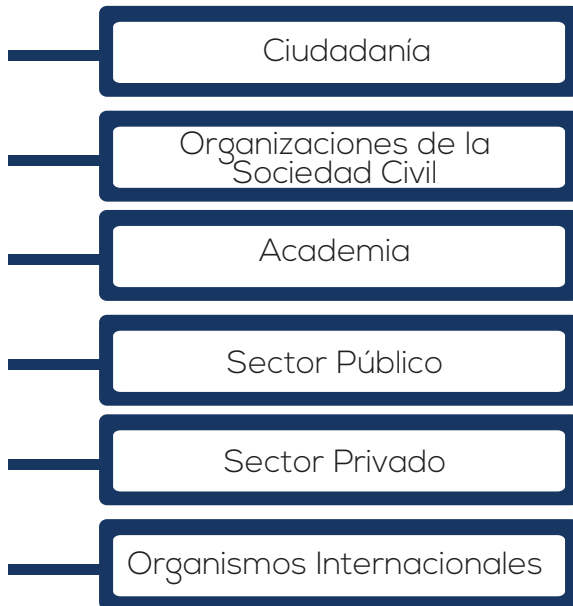 Ciudadanía
Organizaciones de la
Sociedad Civil
Academia
Sector Público
Sector Privado
Organismos Internacionales